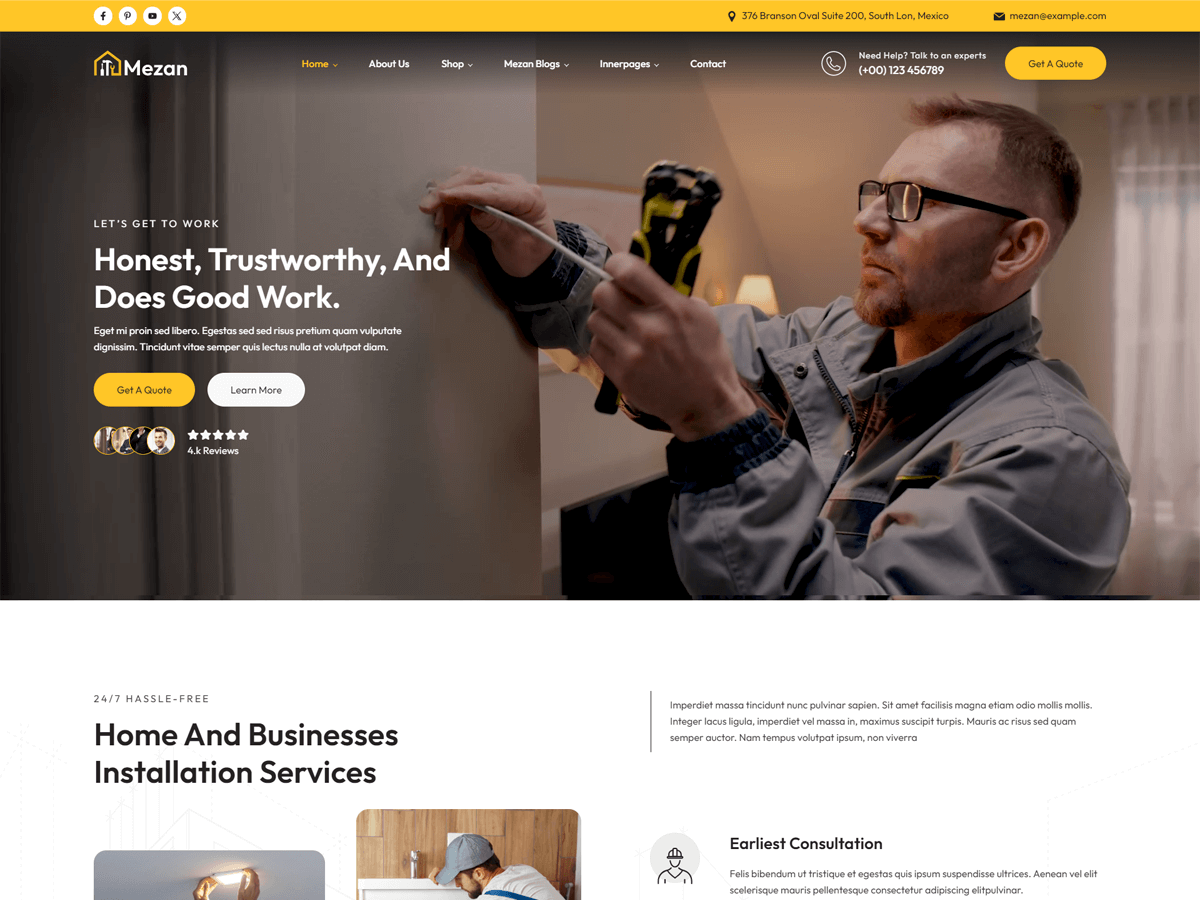 376 Branson Oval Suite 200, South Lon, Mexico
mezan@example.com
Mezan
Home
About Us
Shop
Mezan Blogs
Innerpages
Contact
Need Help? Talk to an experts
(+00) 123 456789
Get A Quote
LET'S GET TO WORK
Honest, Trustworthy, And
Does Good Work.
Eget mi proin sed libero. Egestas sed sed risus pretium quam vulputate
dignissim. Tincidunt vitae semper quis lectus nulla at volutpat diam.
Get A Quote
Learn More
4.k Reviews
24/7 HASSLE-FREE
Home And Businesses
Installation Services
Imperdiet massa tincidunt nunc pulvinar sapien. Sit amet facilisis magna etiam odio mollis mollis.
Integer lacus ligula, imperdiet vel massa in, maximus suscipit turpis. Mauris ac risus sed quam
semper auctor. Nam tempus volutpat ipsum, non viverra
Earliest Consultation
Felis bibendum ut tristique et egestas quis ipsum suspendisse ultrices. Aenean vel elit
scelerisque mauris pellentesque consectetur adipiscing elitpulvinar.